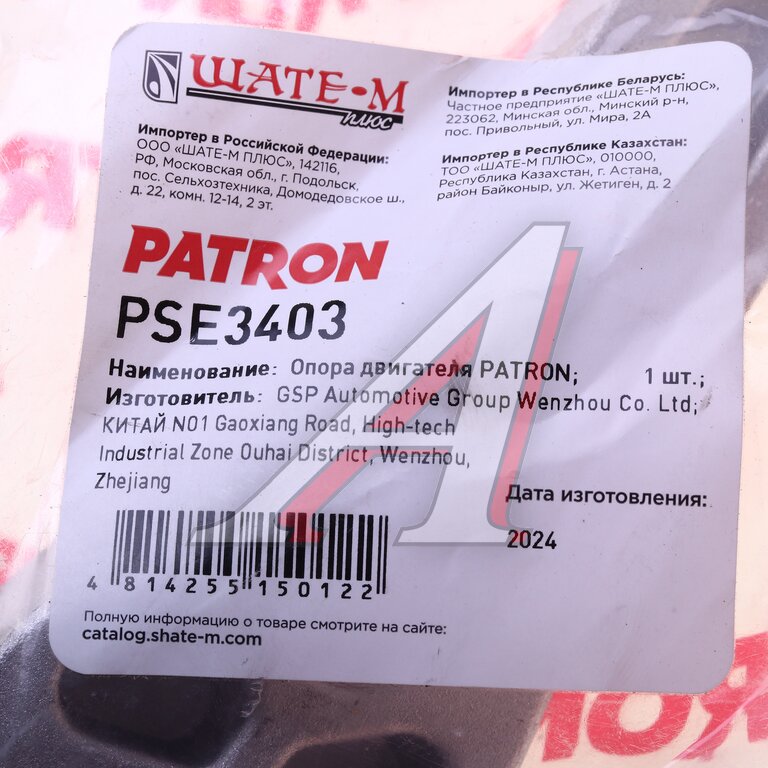 ШАТЕ•М
плюс
Импортер в Российской Федерации:
ООО «ШАТЕ-М ПЛЮС», 142116,
РФ, Московская обл., г. Подольск,
пос. Сельхозтехника, Домодедовское ш.,
д. 22, комн. 12-14, 2 эт.
Импортер в Республике Беларусь:
Частное предприятие «ШАТЕ-М ПЛЮС»,
223062, Минская обл., Минский р-н,
пос. Привольный, ул. Мира, 2А
Импортер в Республике Казахстан:
ТОО «ШАТЕ-М ПЛЮС», 010000,
Республика Казахстан, г. Астана,
район Байконыр, ул. Жетиген, д. 2
PATRON
PSE3403
Наименование: Опора двигателя PATRON; 1 шт.;
Изготовитель: GSP Automotive Group Wenzhou Co. Ltd;
КИТАЙ N01 Gaoxiang Road, High-tech
Industrial Zone Ouhai District, Wenzhou,
Zhejiang
Дата изготовления:
2024
4 814255 150122
Полную информацию о товаре смотрите на сайте:
catalog.shate-m.com